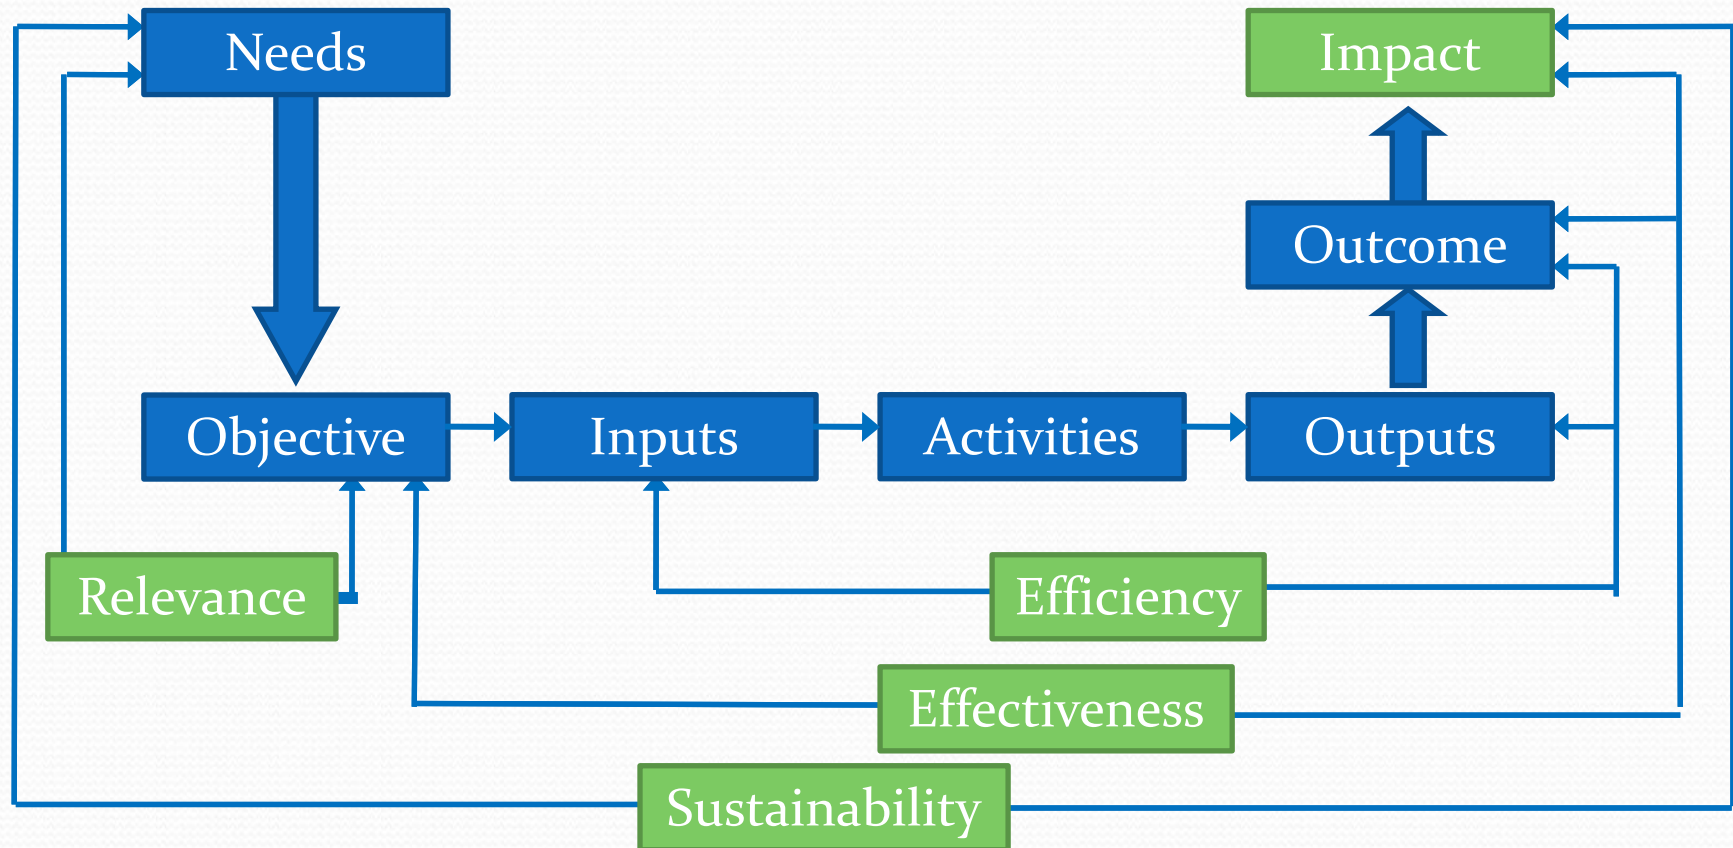 Needs
Impact
Outcome
Objective
Inputs
Activities
Outputs
Relevance
Efficiency
Effectiveness
Sustainability